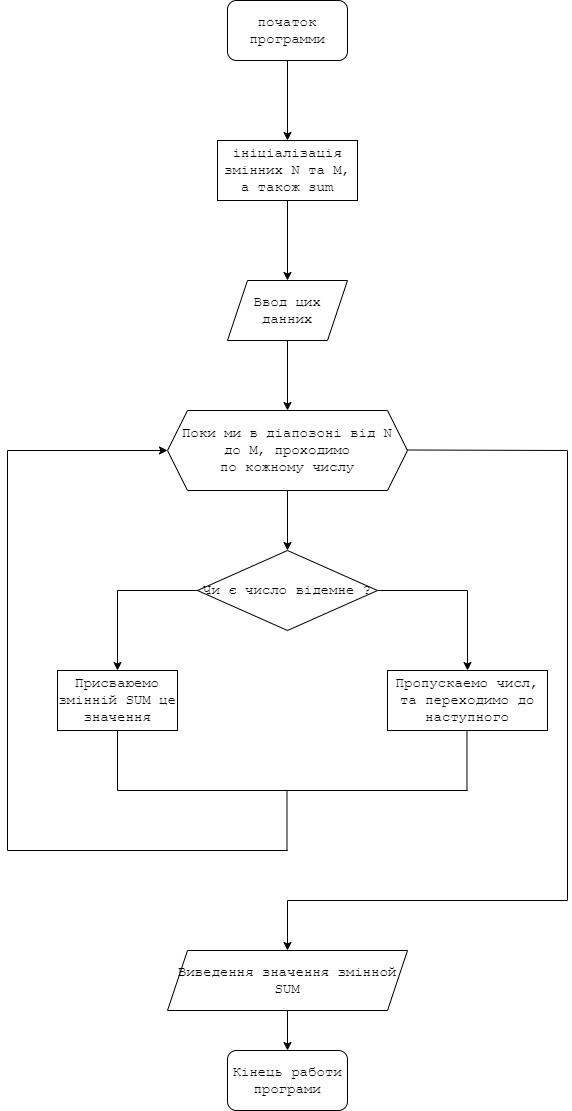 початок
программи
ініціалізація
змінних N та M,
а також sum
Ввод цих
данних
Поки ми в діапозоні від N
до M, проходимо
по кожному числу
Чи є число відемне ?
Присваюемо
змінній SUM це
значення
Пропускаемо числ,
та переходимо до
наступного
Виведення значення змінной
SUM
Кінець работи
програми